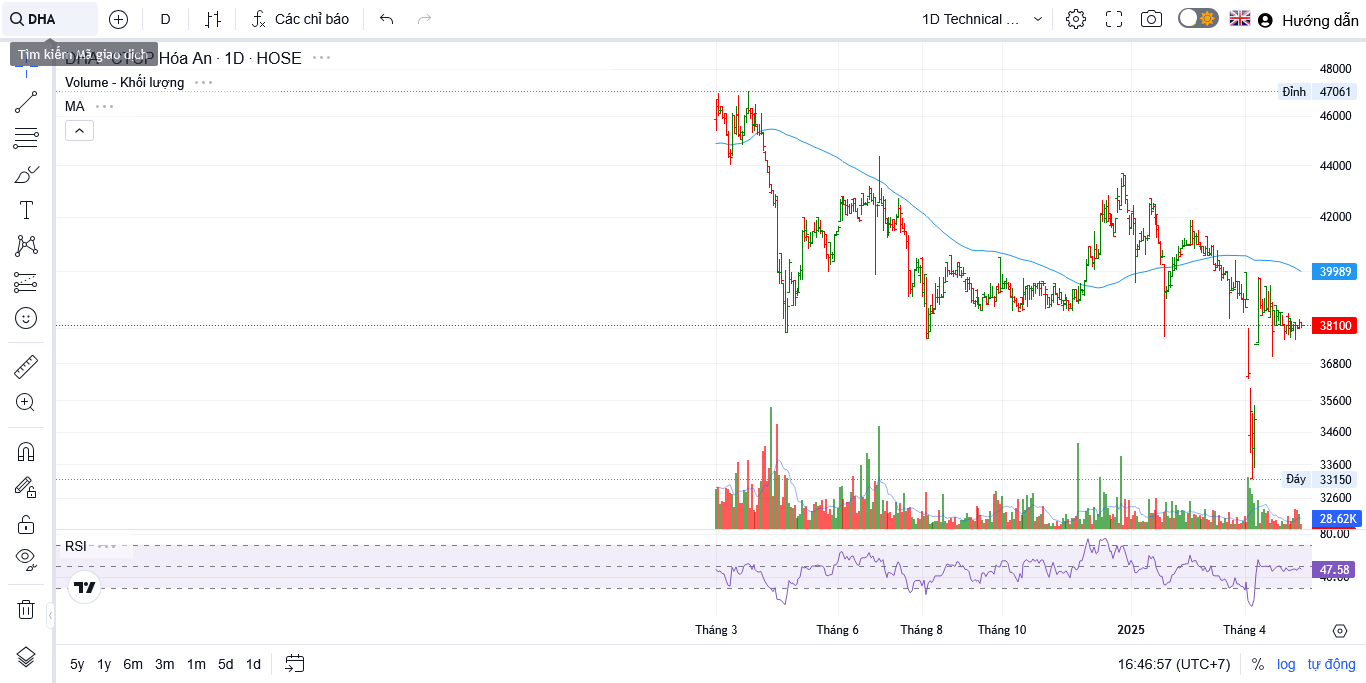 DHA D Các chỉ báo 1D Technical ... Hướng dẫn
Tìm kiếm Mã giao dịch
DHA · CTCP Hóa An · 1D · HOSE
Volume - Khối lượng
MA
48000
Đỉnh 47061
46000
44000
42000
39989
38100
36800
35600
34600
33600
Đáy 33150
32600
28.62K
80.00
RSI
47.58
40.00
Tháng 3 Tháng 6 Tháng 8 Tháng 10 2025 Tháng 4
5y 1y 6m 3m 1m 5d 1d 16:46:57 (UTC+7) % log tự động